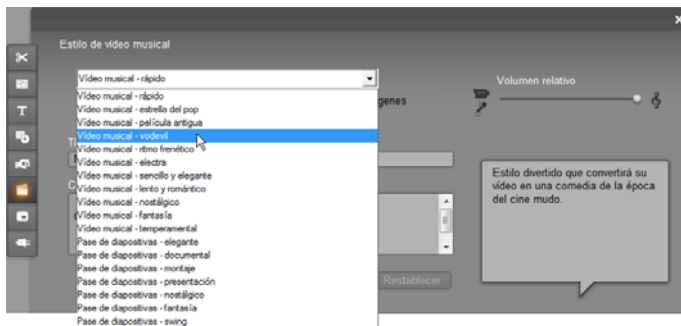 Estilo de vídeo musical
Vídeo musical - rápido
Volumen relativo
Vídeo musical - rápido
Vídeo musical - estrella del pop
genes
Vídeo musical - película antigua
Vídeo musical - vodevil
Vídeo musical - ritmo frenético
Vídeo musical - electra
Vídeo musical - sencillo y elegante
Vídeo musical - lento y romántico
Vídeo musical - nostálgico
Vídeo musical - fantasía
Vídeo musical - temperamental
Pase de diapositivas - elegante
Pase de diapositivas - documental
Pase de diapositivas - montaje
Pase de diapositivas - presentación
Pase de diapositivas - nostálgico
Pase de diapositivas - fantasía
Pase de diapositivas - swing
Restablecer
Estilo divertido que convertirá su
vídeo en una comedia de la época
del cine mudo.